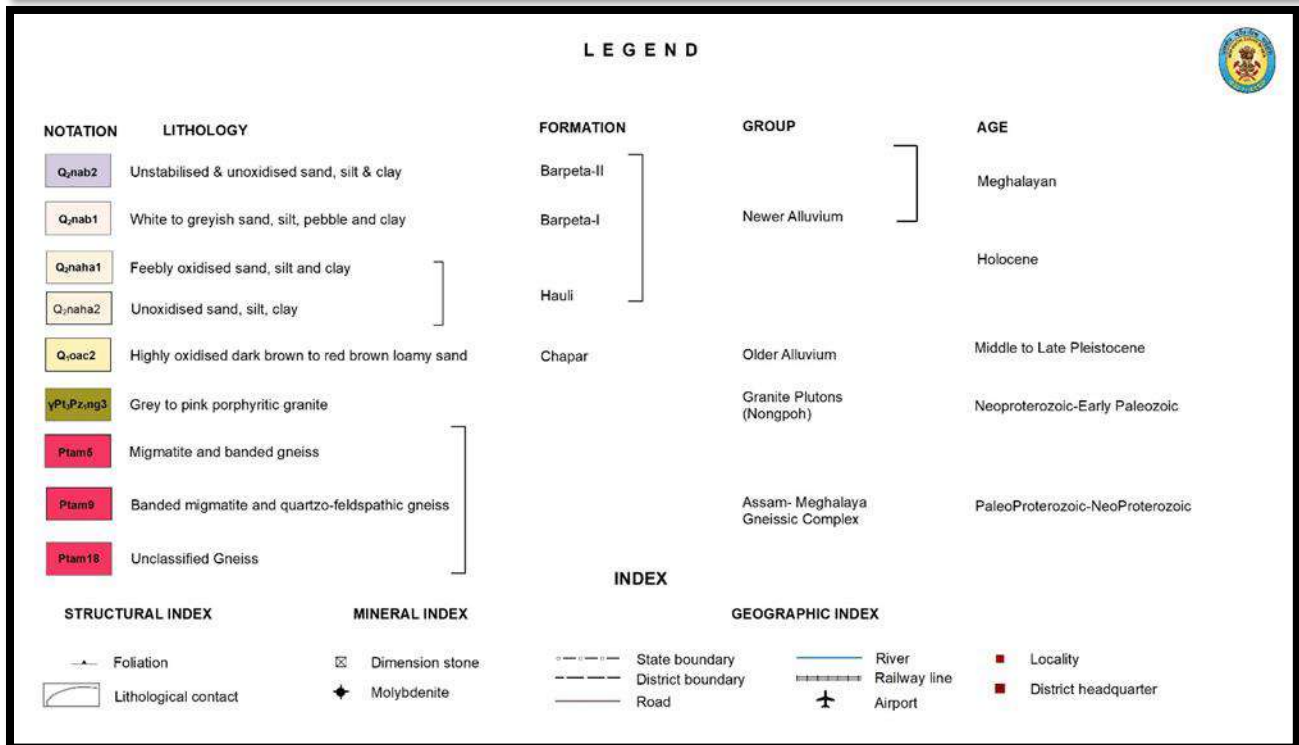 LEGEND
NOTATION LITHOLOGY FORMATION GROUP AGE
Q₂nab2 Unstabilised & unoxidised sand, silt & clay Barpeta-II Meghalayan
Q₂nab1 White to greyish sand, silt, pebble and clay Barpeta-I Newer Alluvium
Q₂naha1 Feebly oxidised sand, silt and clay Holocene
Q₂naha2 Unoxidised sand, silt, clay Hauli
Q₁oac2 Highly oxidised dark brown to red brown loamy sand Chapar Older Alluvium Middle to Late Pleistocene
γPt₃Pz₁ng3 Grey to pink porphyritic granite Granite Plutons (Nongpoh) Neoproterozoic-Early Paleozoic
Ptam5 Migmatite and banded gneiss
Ptam9 Banded migmatite and quartzo-feldspathic gneiss Assam- Meghalaya Gneissic Complex PaleoProterozoic-NeoProterozoic
Ptam18 Unclassified Gneiss
INDEX
STRUCTURAL INDEX MINERAL INDEX GEOGRAPHIC INDEX
Foliation Dimension stone State boundary River Locality
District boundary Railway line
Lithological contact Molybdenite Road Airport District headquarter